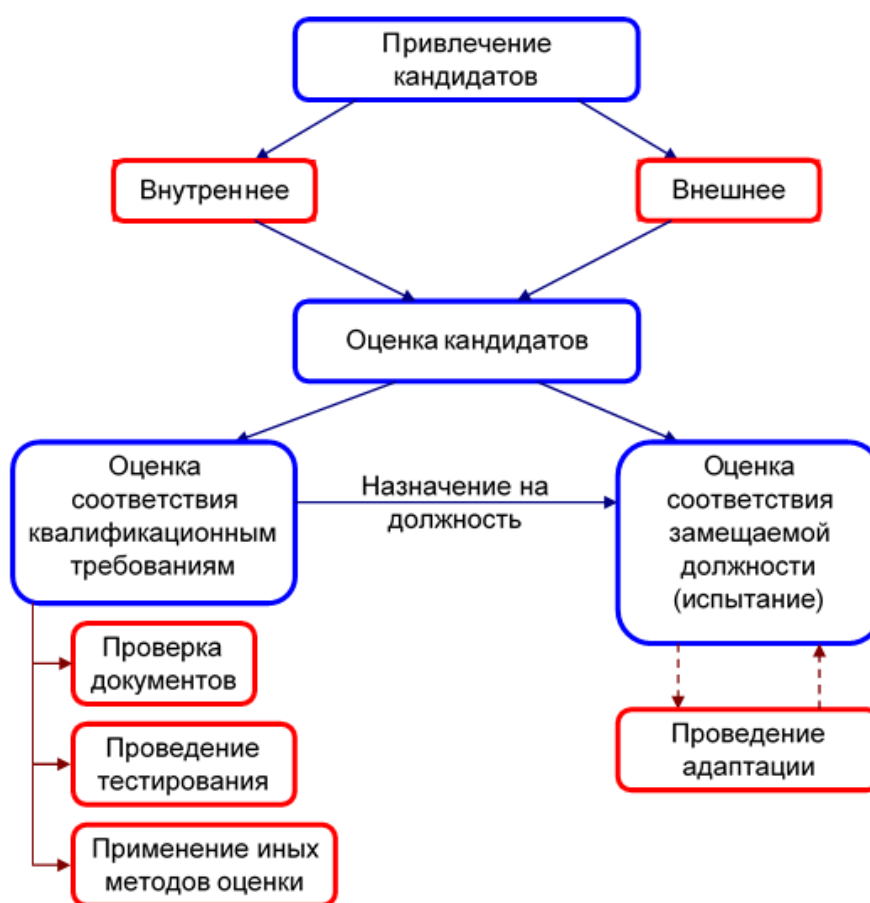 Привлечение
кандидатов
Внутреннее
Внешнее
Оценка кандидатов
Оценка
соответствия
квалификационным
требованиям
Назначение на
должность
Оценка
соответствия
замещаемой
должности
(испытание)
Проверка
документов
Проведение
тестирования
Применение иных
методов оценки
Проведение
адаптации